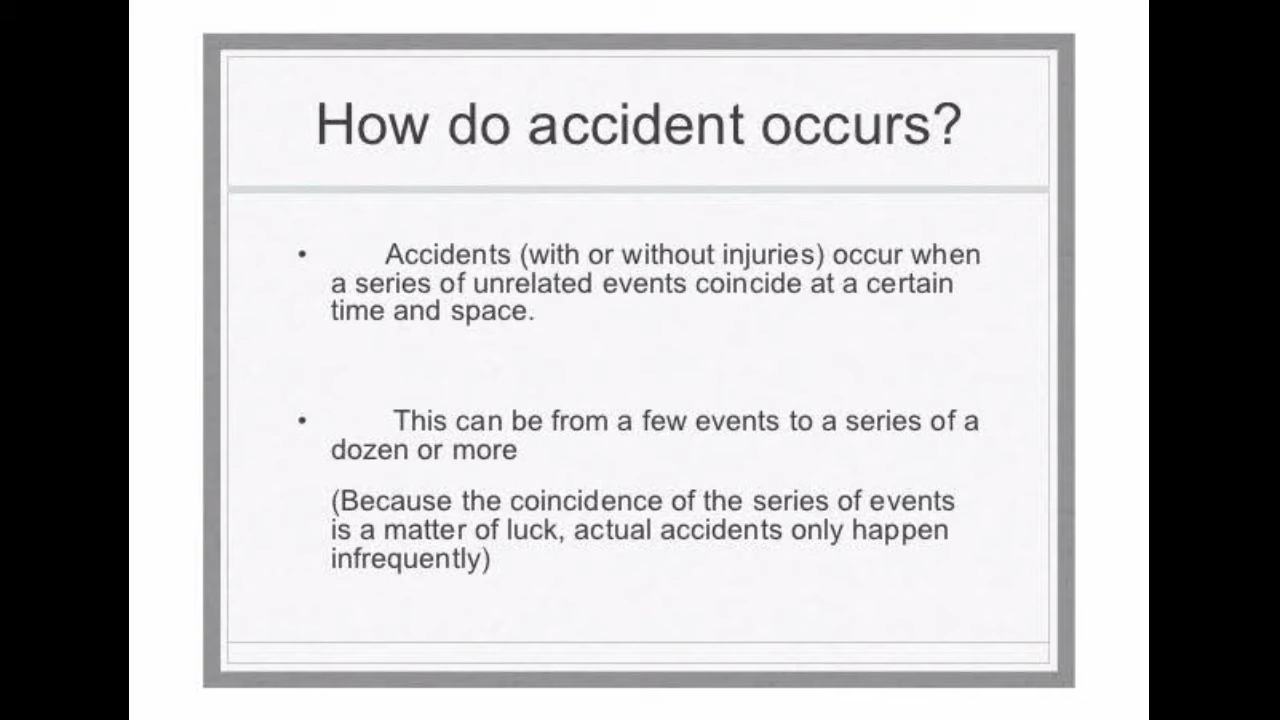 How do accident occurs?
• Accidents (with or without injuries) occur when
a series of unrelated events coincide at a certain
time and space.
• This can be from a few events to a series of a
dozen or more
(Because the coincidence of the series of events
is a matter of luck, actual accidents only happen
infrequently)